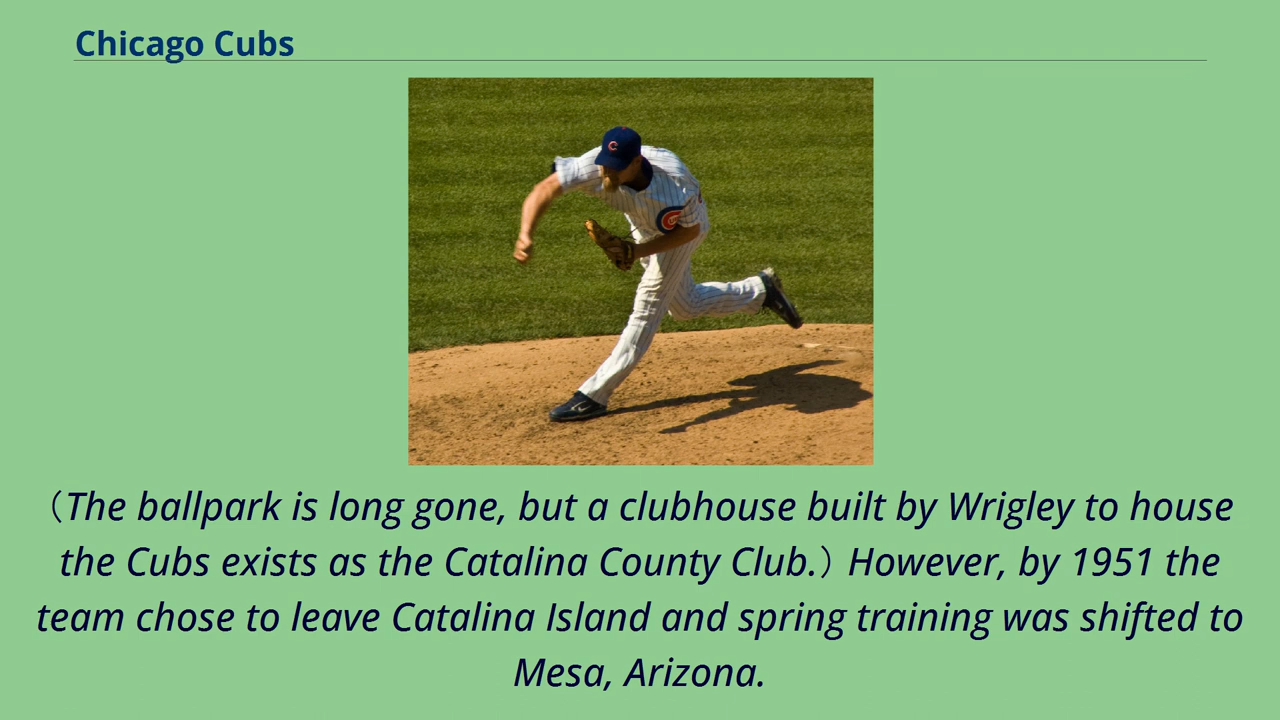 Chicago Cubs
（The ballpark is long gone, but a clubhouse built by Wrigley to house
the Cubs exists as the Catalina County Club.）However, by 1951 the
team chose to leave Catalina Island and spring training was shifted to
Mesa, Arizona.